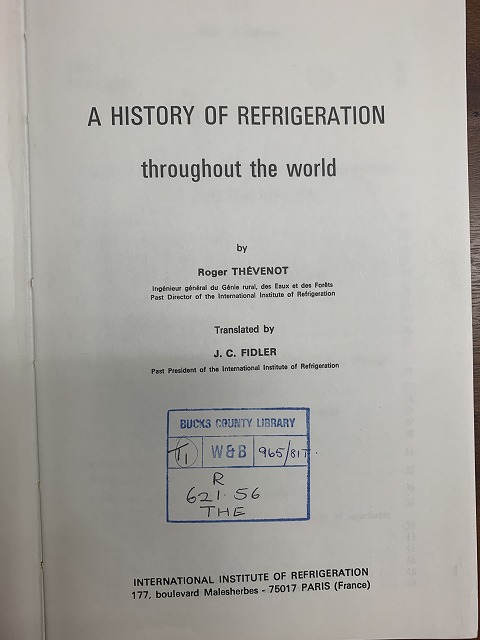 A HISTORY OF REFRIGERATION
throughout the world
by
Roger THÉVENOT
Ingénieur général du Génie rural, des Eaux et des Forêts
Past Director of the International Institute of Refrigeration
Translated by
J. C. FIDLER
Past President of the International Institute of Refrigeration
BUCKS COUNTY LIBRARY
T1 W & B 965/81T.
R
621.56
THE
INTERNATIONAL INSTITUTE OF REFRIGERATION
177, boulevard Malesherbes - 75017 PARIS (France)